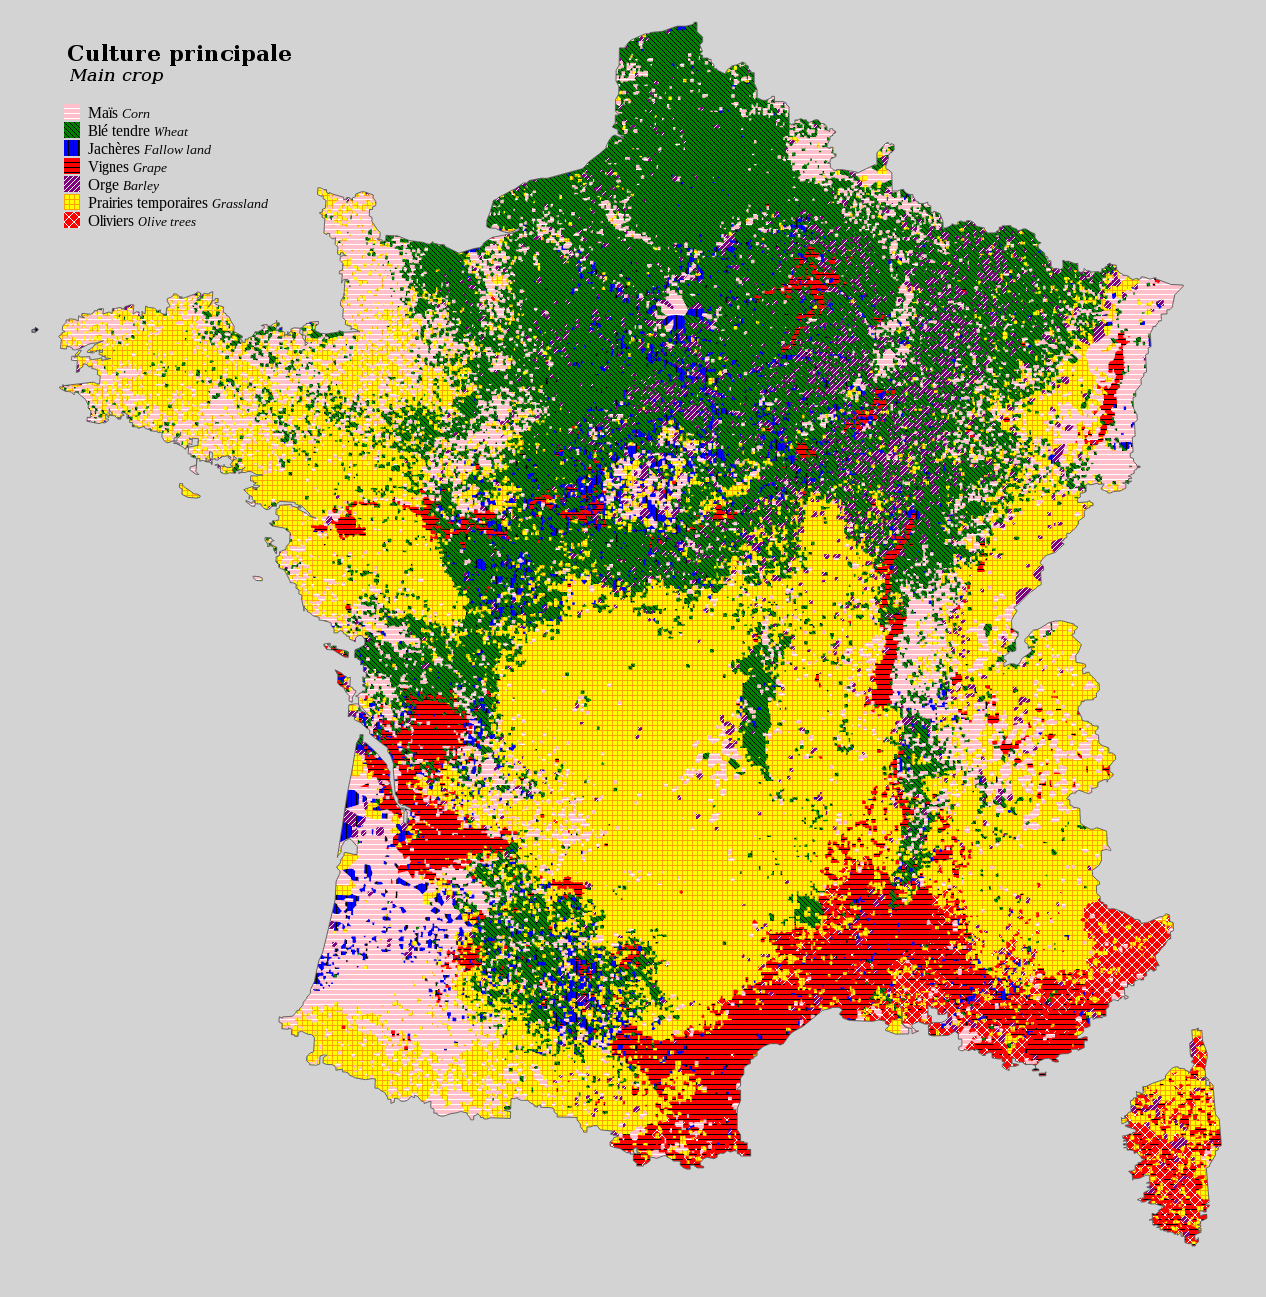 Culture principale
Main crop
Maïs Corn
Blé tendre Wheat
Jachères Fallow land
Vignes Grape
Orge Barley
Prairies temporaires Grassland
Oliviers Olive trees